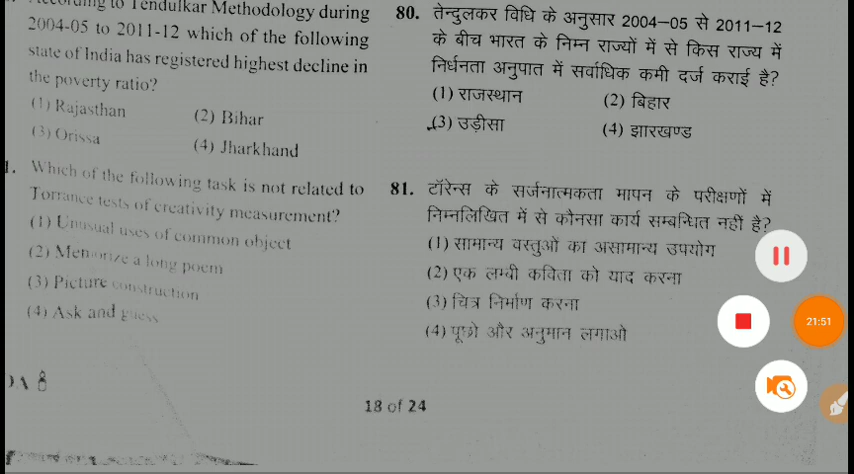 to Tendulkar Methodology during
2004-05 to 2011-12 which of the following
state of India has registered highest decline in
the poverty ratio?
(1) Rajasthan (2) Bihar
(3) Orissa (4) Jharkhand
1. Which of the following task is not related to
Torrance tests of creativity measurement?
(1) Unusual uses of common object
(2) Memorize a long poem
(3) Picture construction
(4) Ask and guess
80. तेन्दुलकर विधि के अनुसार 2004–05 से 2011–12
के बीच भारत के निम्न राज्यों में से किस राज्य में
निर्धनता अनुपात में सर्वाधिक कमी दर्ज कराई है?
(1) राजस्थान (2) बिहार
(3) उड़ीसा (4) झारखण्ड
81. टॉरेन्स के सर्जनात्मकता मापन के परीक्षणों में
निम्नलिखित में से कौनसा कार्य सम्बन्धित नहीं है?
(1) सामान्य वस्तुओं का असामान्य उपयोग
(2) एक लम्बी कविता को याद करना
(3) चित्र निर्माण करना
(4) पूछो और अनुमान लगाओ
21:51
18 of 24